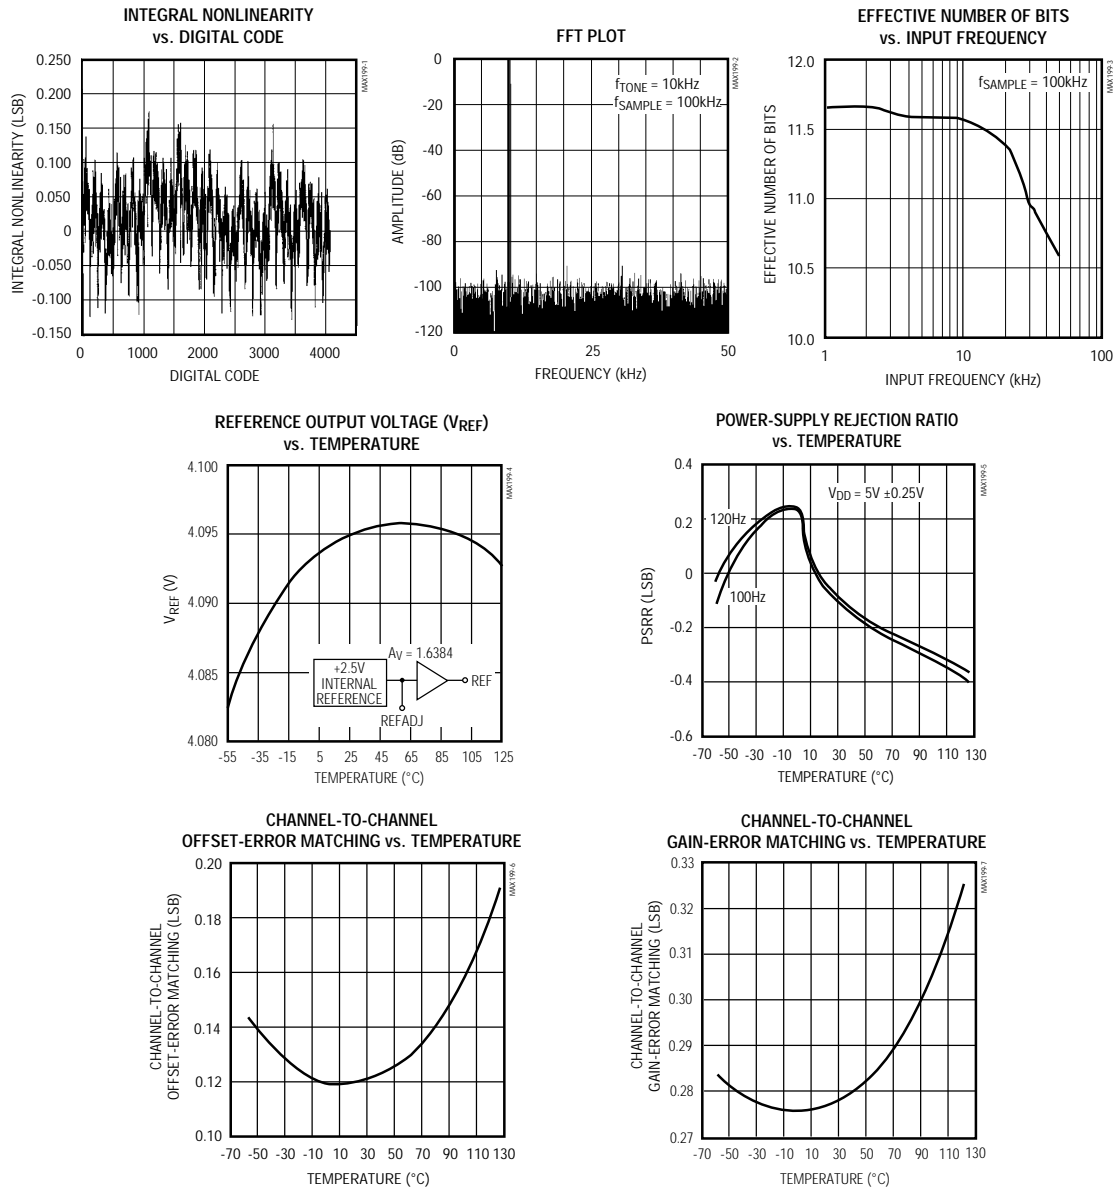 INTEGRAL NONLINEARITY
vs. DIGITAL CODE
0.250
0.200
0.150
0.100
0.050
0
-0.050
-0.100
-0.150
INTEGRAL NONLINEARITY (LSB)
0 1000 2000 3000 4000
DIGITAL CODE
MAX199-1
FFT PLOT
0
-20
-40
-60
-80
-100
-120
AMPLITUDE (dB)
fTONE = 10kHz
fSAMPLE = 100kHz
0 25 50
FREQUENCY (kHz)
MAX199-2
EFFECTIVE NUMBER OF BITS
vs. INPUT FREQUENCY
12.0
11.5
11.0
10.5
10.0
EFFECTIVE NUMBER OF BITS
fSAMPLE = 100kHz
1 10 100
INPUT FREQUENCY (kHz)
MAX199-3
REFERENCE OUTPUT VOLTAGE (VREF)
vs. TEMPERATURE
4.100
4.095
4.090
4.085
4.080
VREF (V)
AV = 1.6384
+2.5V
INTERNAL
REFERENCE
REF
REFADJ
-55 -35 -15 5 25 45 65 85 105 125
TEMPERATURE (°C)
MAX199-4
POWER-SUPPLY REJECTION RATIO
vs. TEMPERATURE
0.4
0.2
0
-0.2
-0.4
-0.6
PSRR (LSB)
VDD = 5V ±0.25V
120Hz
100Hz
-70 -50 -30 -10 10 30 50 70 90 110 130
TEMPERATURE (°C)
MAX199-5
CHANNEL-TO-CHANNEL
OFFSET-ERROR MATCHING vs. TEMPERATURE
0.20
0.18
0.16
0.14
0.12
0.10
CHANNEL-TO-CHANNEL
OFFSET-ERROR MATCHING (LSB)
-70 -50 -30 -10 10 30 50 70 90 110 130
TEMPERATURE (°C)
MAX199-6
CHANNEL-TO-CHANNEL
GAIN-ERROR MATCHING vs. TEMPERATURE
0.33
0.32
0.31
0.30
0.29
0.28
0.27
CHANNEL-TO-CHANNEL
GAIN-ERROR MATCHING (LSB)
-70 -50 -30 -10 10 30 50 70 90 110 130
TEMPERATURE (°C)
MAX199-7